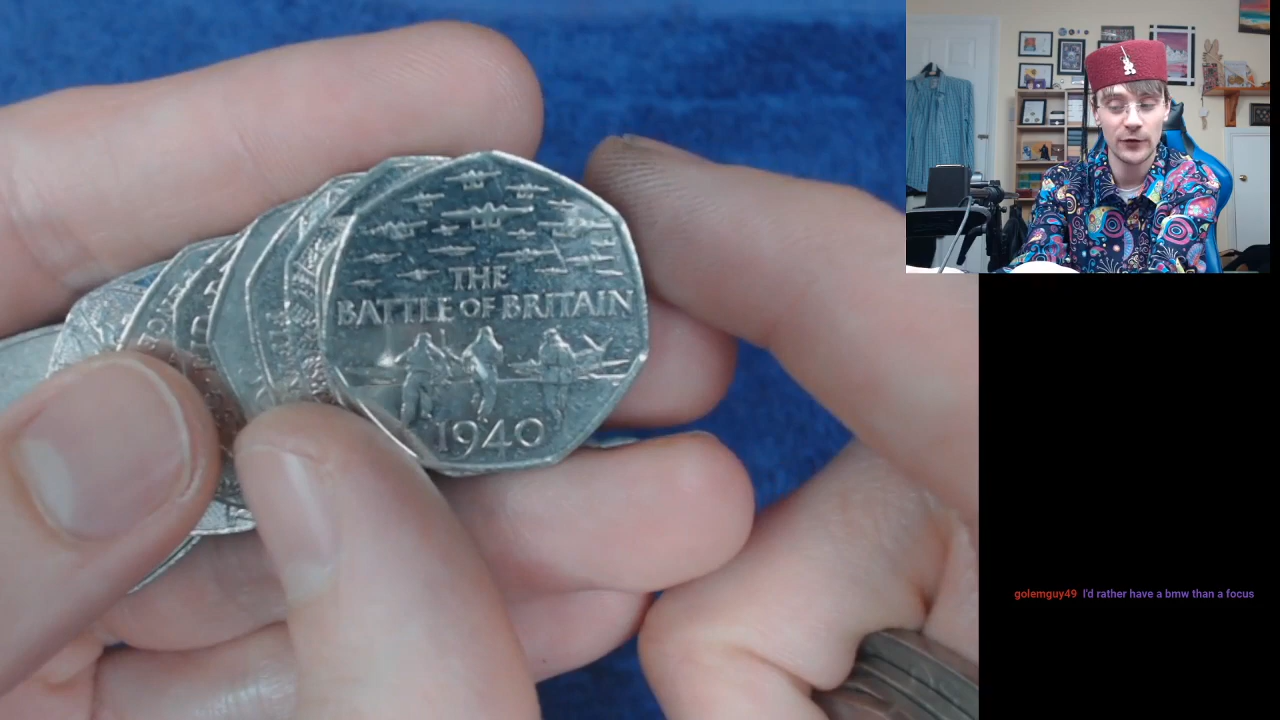 THE
BATTLE OF BRITAIN
1940
golemguy49 I'd rather have a bmw than a focus